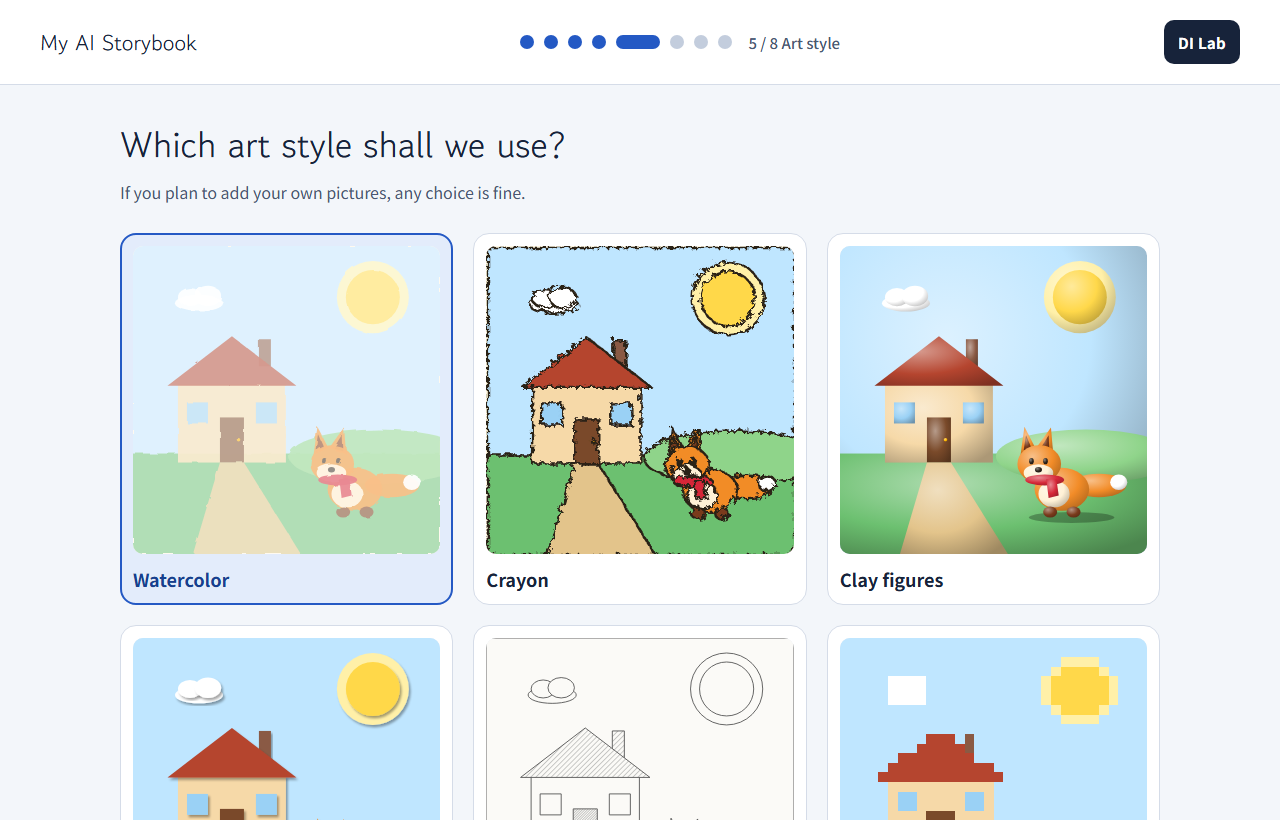 My AI Storybook
5 / 8 Art style
DI Lab
Which art style shall we use?
If you plan to add your own pictures, any choice is fine.
Watercolor
Crayon
Clay figures